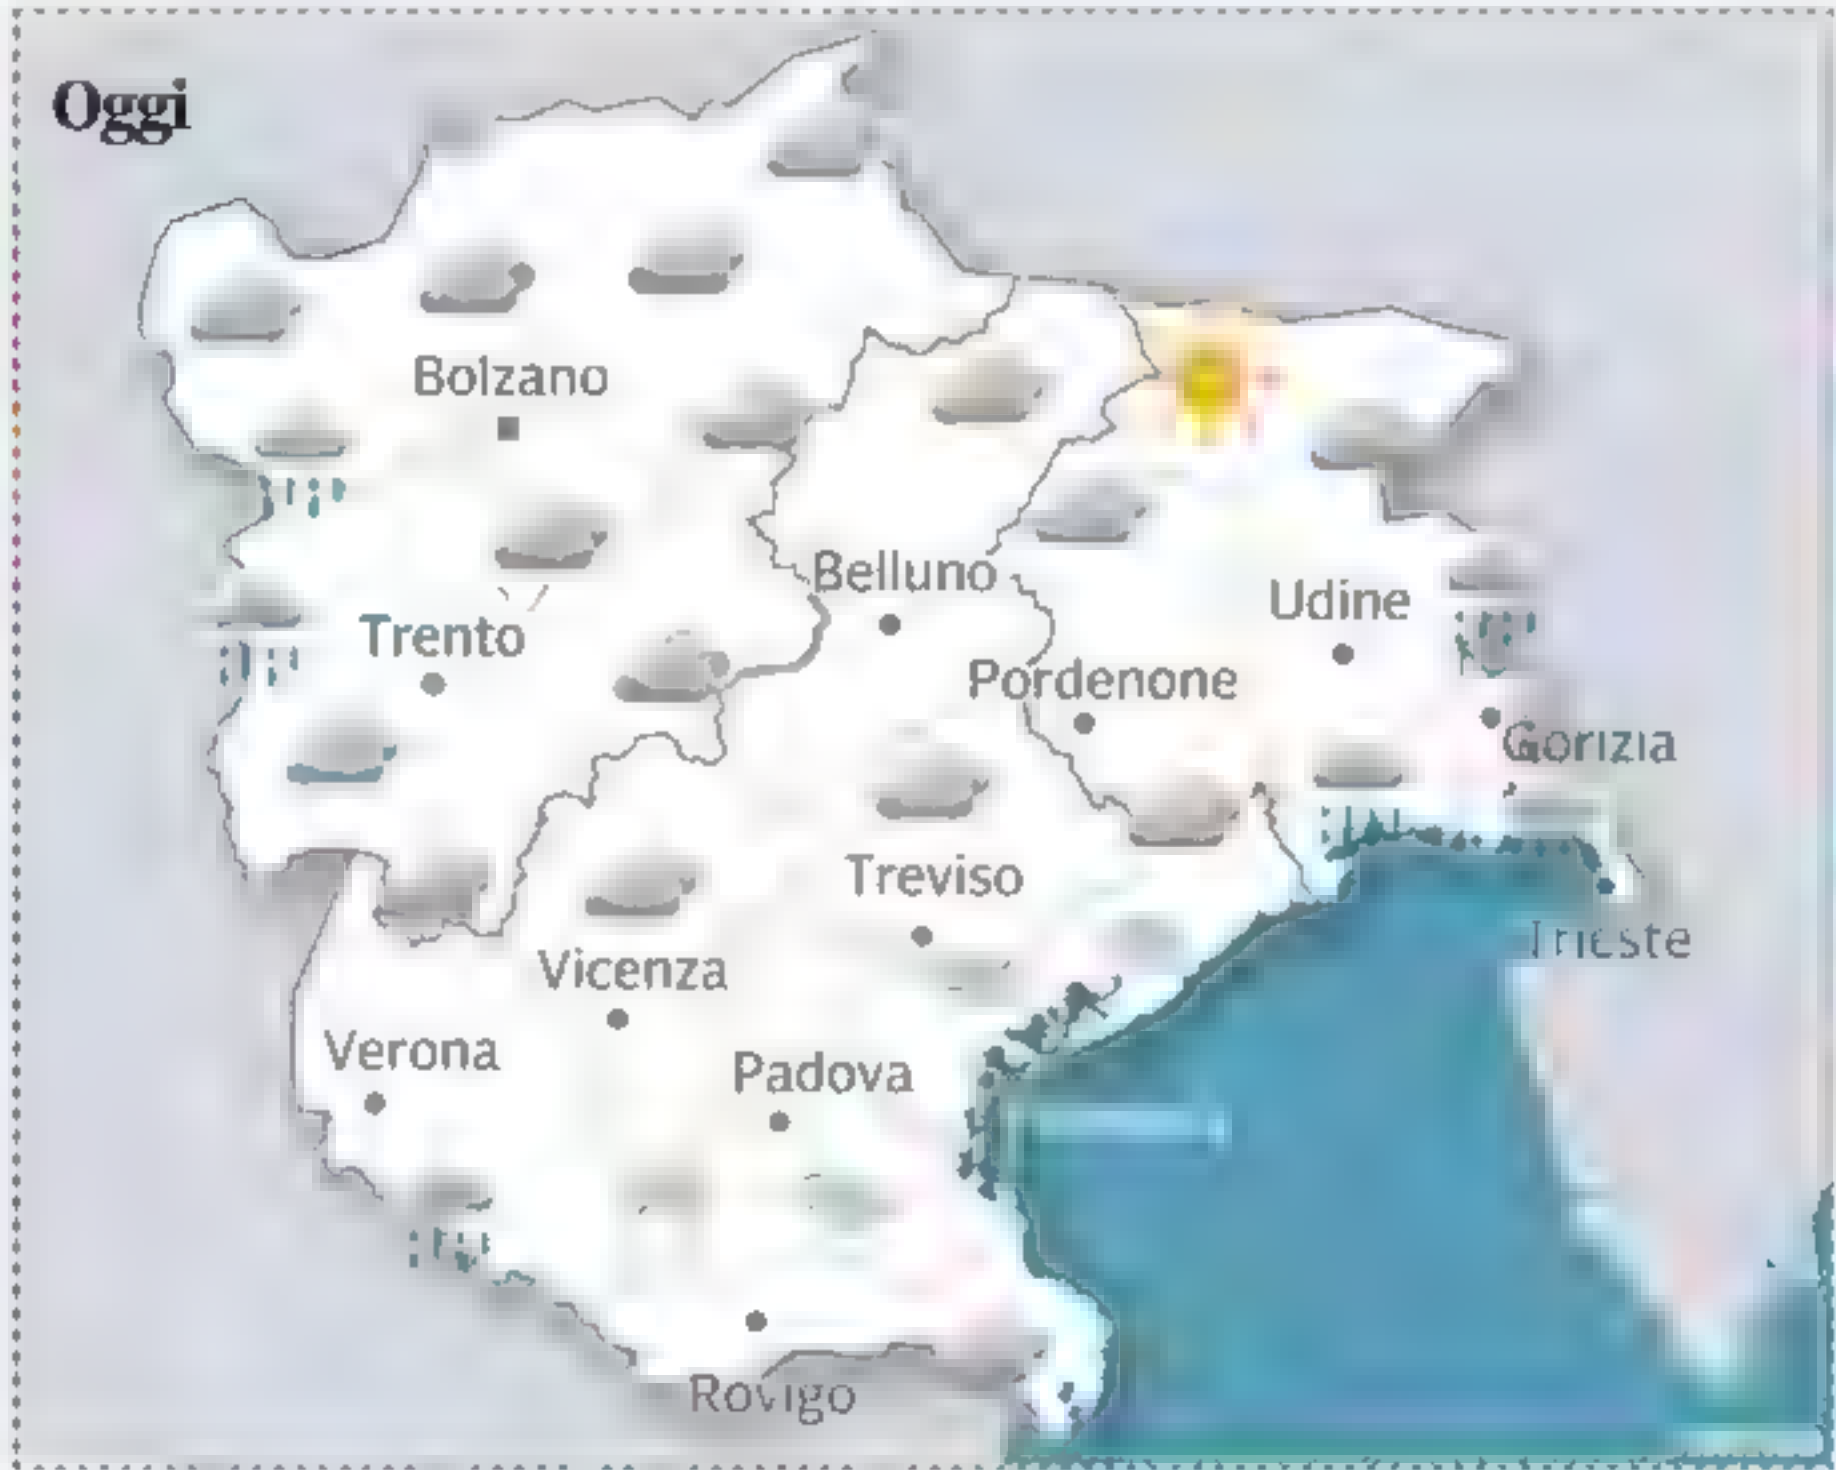 Oggi
Bolzano
Belluno
Udine
Trento
Pordenone
Gorizia
Treviso
Trieste
Vicenza
Verona
Padova
Rovigo